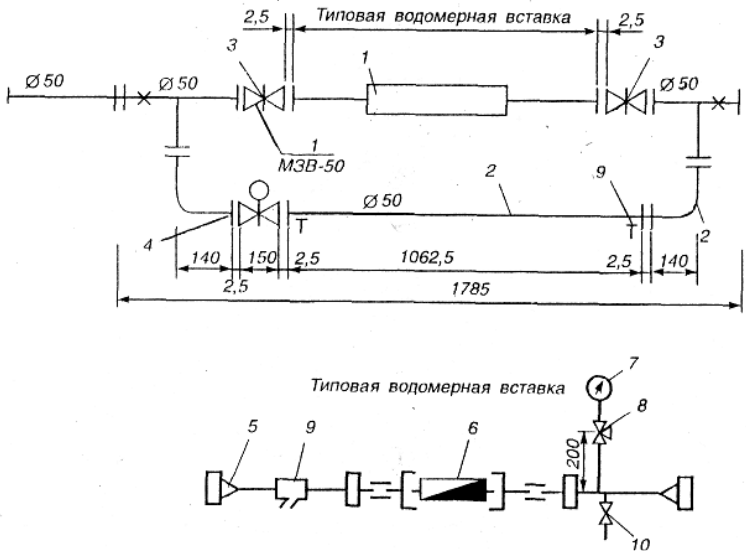 2,5 Типовая водомерная вставка 2,5
3 1 3
Ø 50 Ø 50 Ø 50
1
МЗВ-50
Ø 50 2 9
4 2
140 150 2,5 1062,5 2,5 140
2,5
1785
Типовая водомерная вставка
7
8
5 9 6
200
10